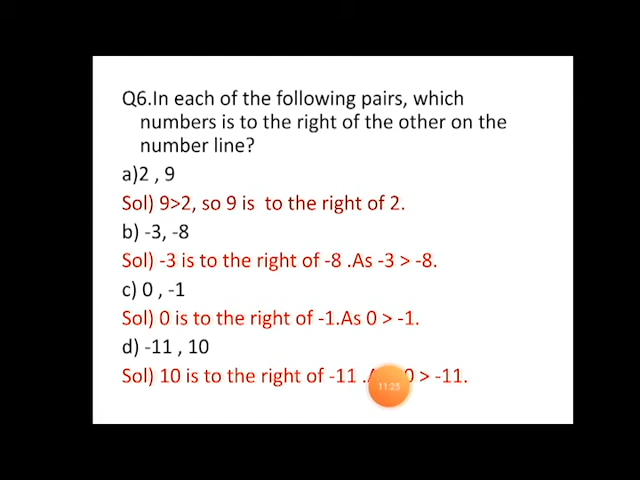 Q6.In each of the following pairs, which
numbers is to the right of the other on the
number line?
a)2 , 9
Sol) 9>2, so 9 is to the right of 2.
b) -3, -8
Sol) -3 is to the right of -8 .As -3 > -8.
c) 0 , -1
Sol) 0 is to the right of -1.As 0 > -1.
d) -11 , 10
Sol) 10 is to the right of -11 . 0 > -11.
11:25